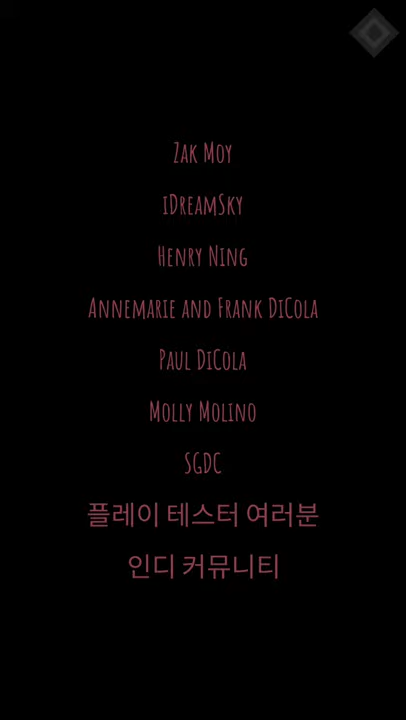 Zak Moy
iDreamSky
Henry Ning
Annemarie and Frank DiCola
Paul DiCola
Molly Molino
SGDC
플레이 테스터 여러분
인디 커뮤니티